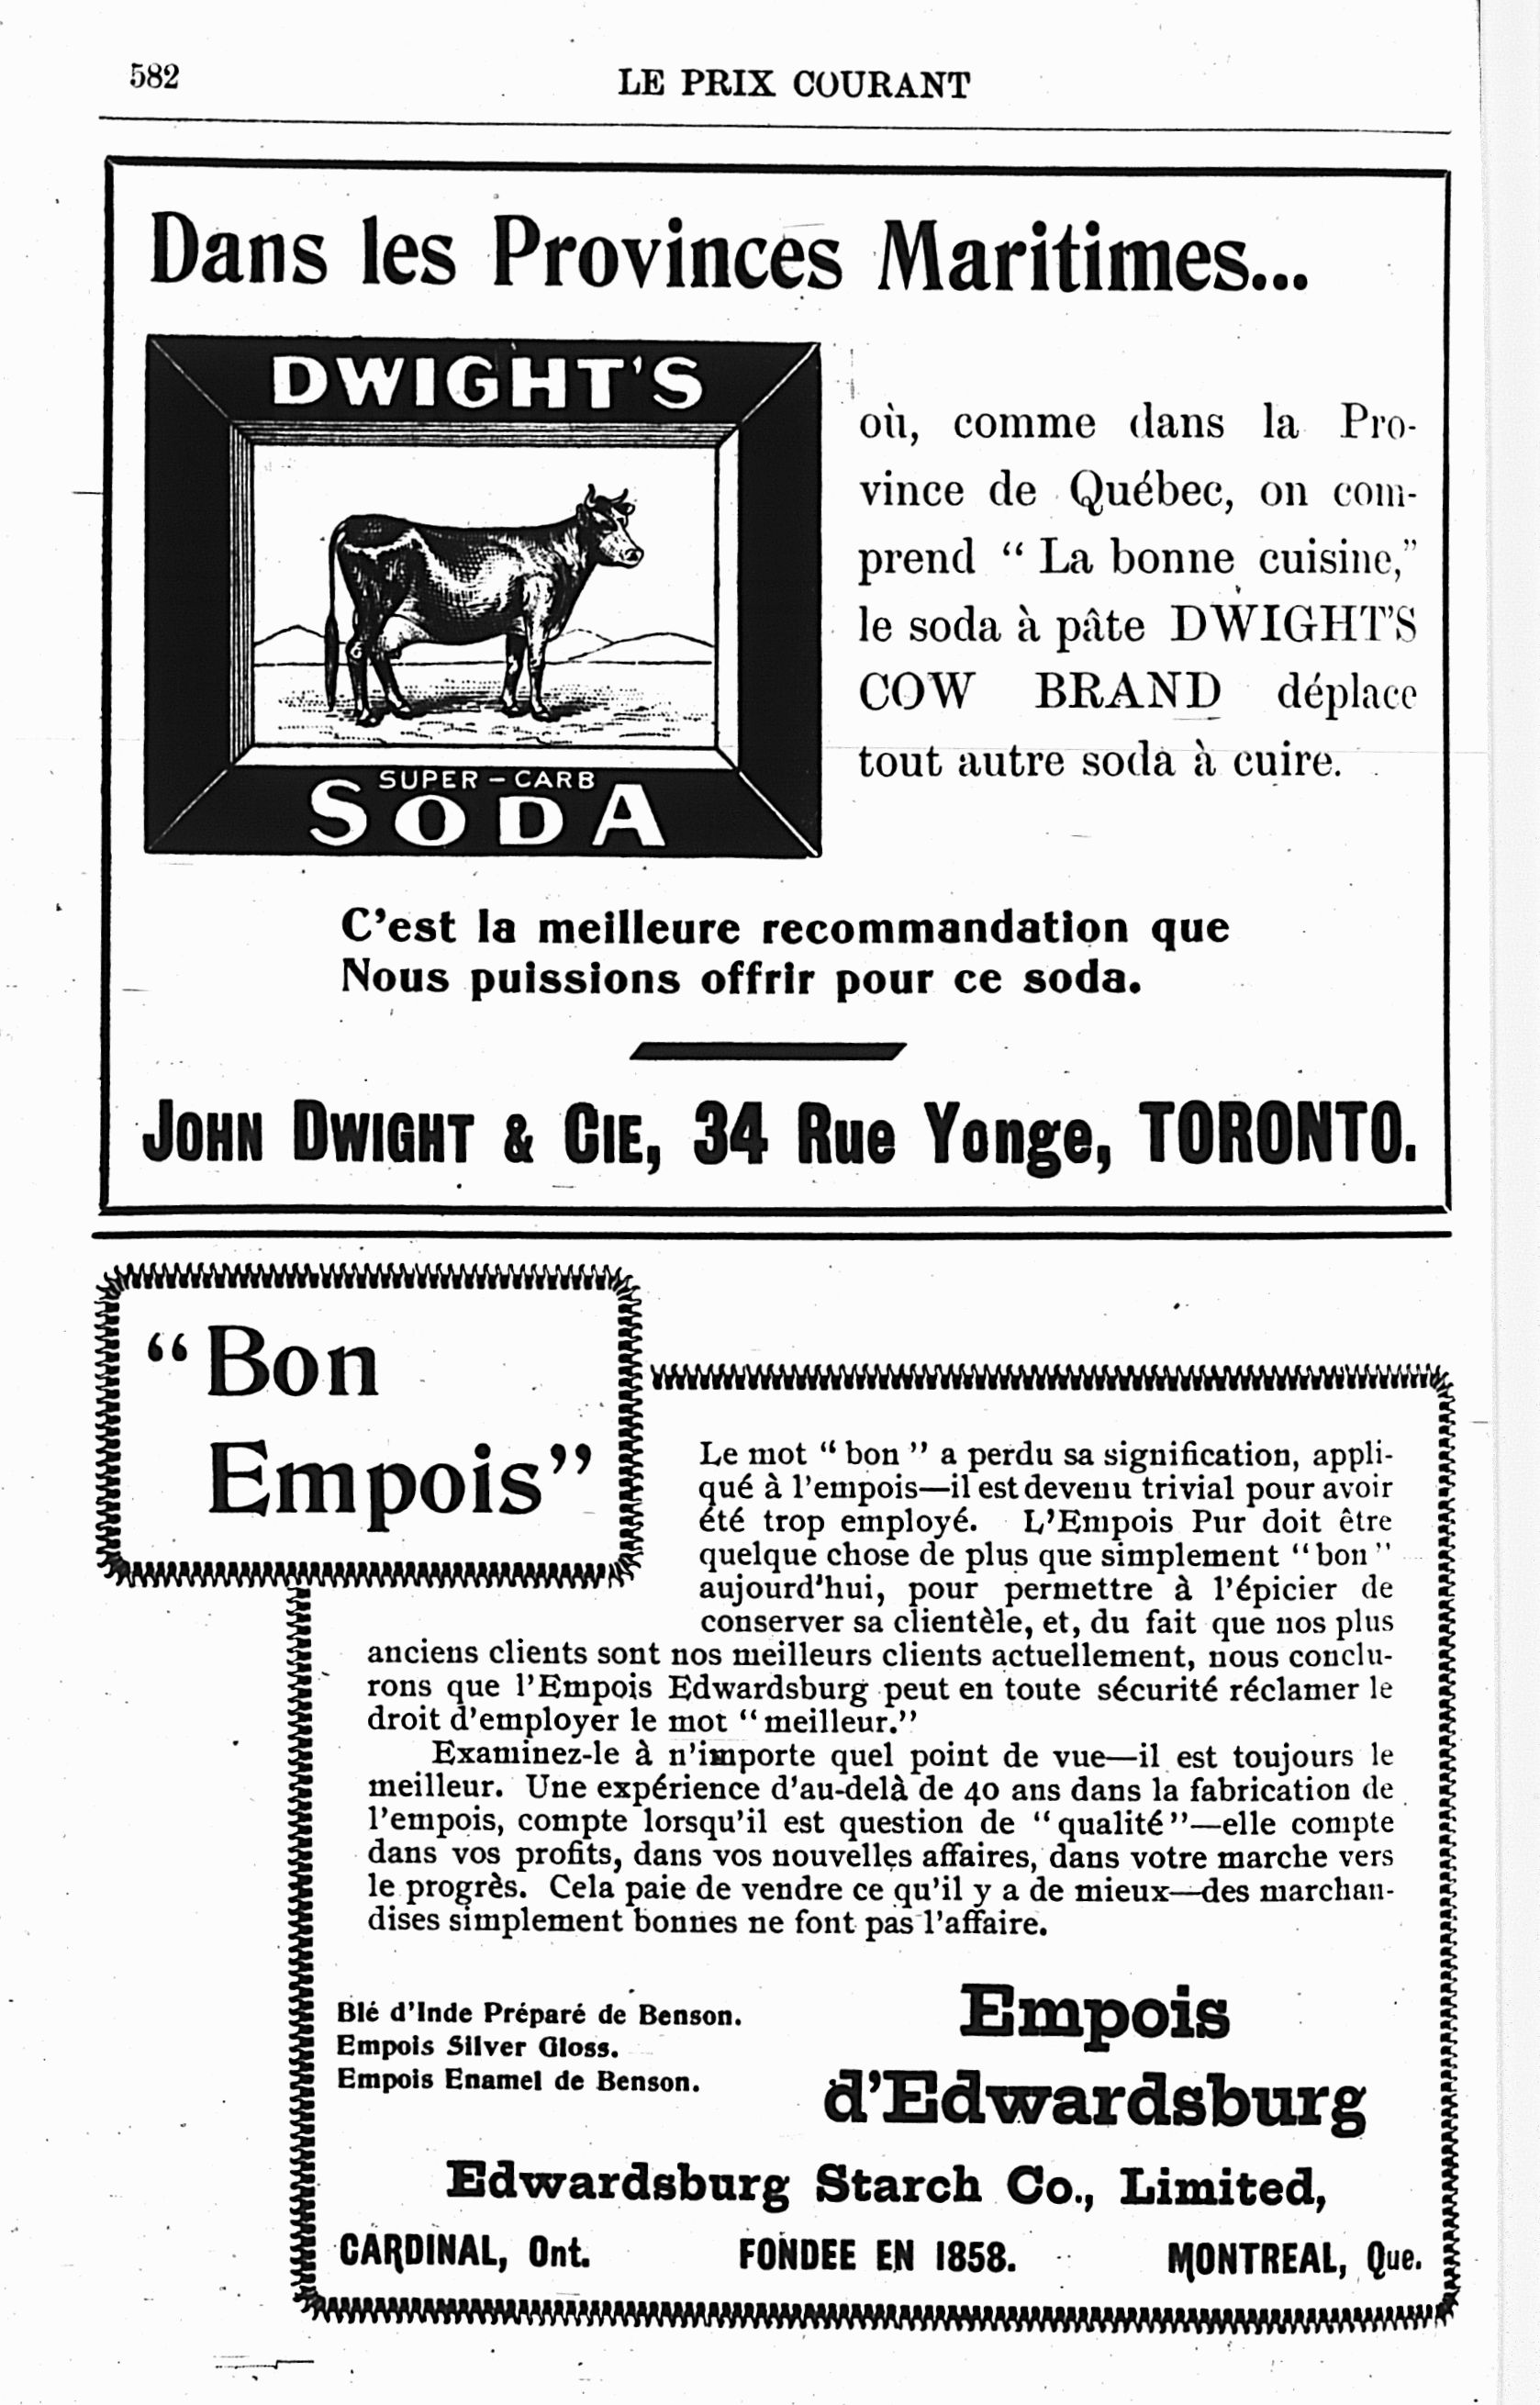 582
LE PRIX COURANT
Dans les Provinces Maritimes...
DWIGHT'S
SUPER-CARB
SODA
où, comme dans la Pro-
vince de Québec, on com-
prend “ La bonne cuisine,”
le soda à pâte DWIGHT'S
COW BRAND déplace
tout autre soda à cuire.
C'est la meilleure recommandation que
Nous puissions offrir pour ce soda.
JOHN DWIGHT & CIE, 34 Rue Yonge, TORONTO.
“Bon
Empois”
Le mot “ bon ” a perdu sa signification, appli-
qué à l'empois—il est devenu trivial pour avoir
été trop employé. L'Empois Pur doit être
quelque chose de plus que simplement “bon”
aujourd'hui, pour permettre à l'épicier de
conserver sa clientèle, et, du fait que nos plus
anciens clients sont nos meilleurs clients actuellement, nous conclu-
rons que l'Empois Edwardsburg peut en toute sécurité réclamer le
droit d'employer le mot “meilleur.”
Examinez-le à n'importe quel point de vue—il est toujours le
meilleur. Une expérience d'au-delà de 40 ans dans la fabrication de
l'empois, compte lorsqu'il est question de “qualité”—elle compte
dans vos profits, dans vos nouvelles affaires, dans votre marche vers
le progrès. Cela paie de vendre ce qu'il y a de mieux—des marchan-
dises simplement bonnes ne font pas l'affaire.
Blé d'Inde Préparé de Benson.
Empois Silver Gloss.
Empois Enamel de Benson.
Empois
d'Edwardsburg
Edwardsburg Starch Co., Limited,
CARDINAL, Ont. FONDEE EN 1858. MONTREAL, Que.